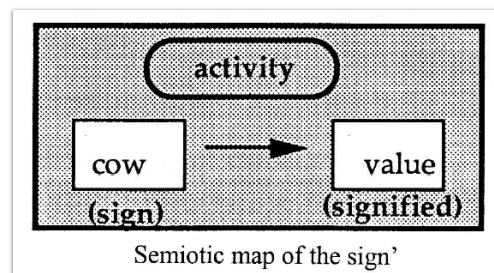 activity
cow value
(sign) (signified)
Semiotic map of the sign’